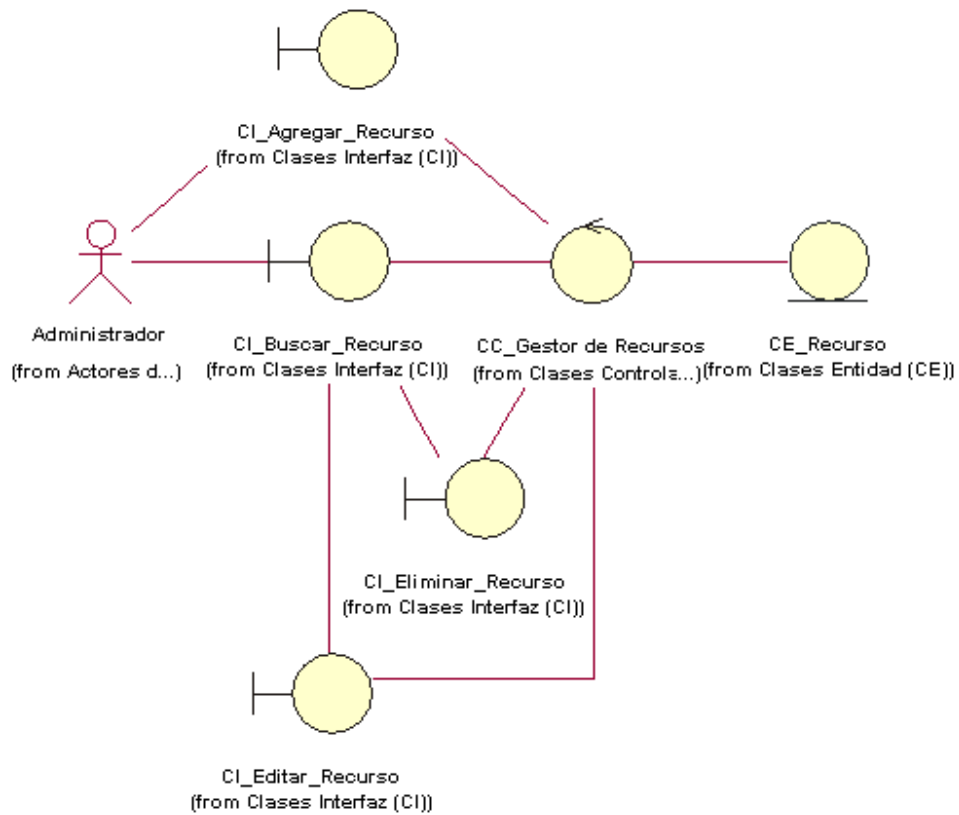 CI_Agregar_Recurso
(from Clases Interfaz (CI))
Administrador
(from Actores d...)
CI_Buscar_Recurso
(from Clases Interfaz (CI))
CC_Gestor de Recursos
(from Clases Controla...)
CE_Recurso
(from Clases Entidad (CE))
CI_Eliminar_Recurso
(from Clases Interfaz (CI))
CI_Editar_Recurso
(from Clases Interfaz (CI))